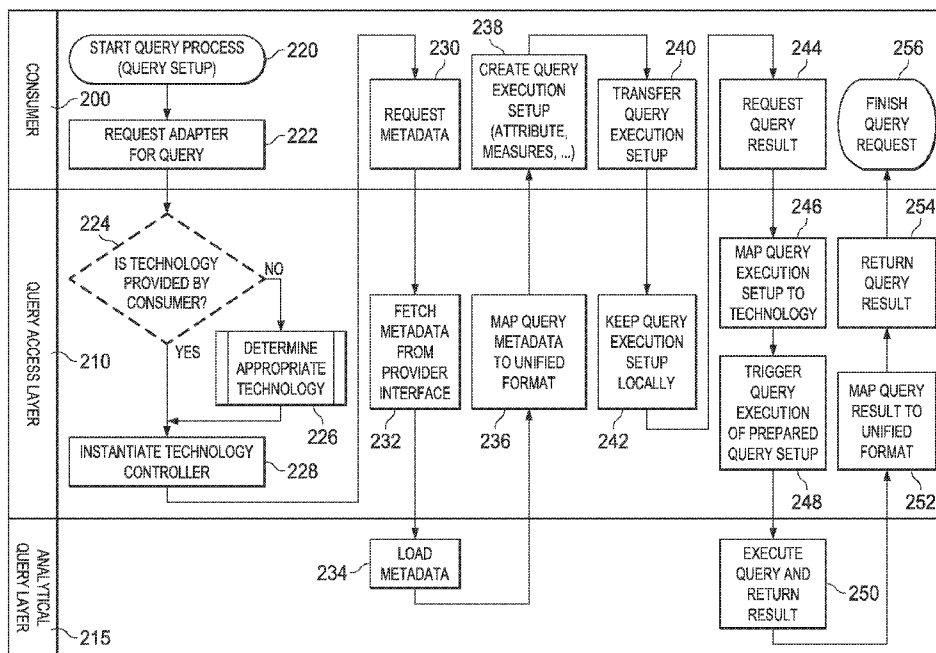 CONSUMER
200
START QUERY PROCESS
(QUERY SETUP)
220
REQUEST ADAPTER
FOR QUERY
222
230
REQUEST
METADATA
238
CREATE QUERY
EXECUTION
SETUP
(ATTRIBUTE,
MEASURES, ...)
240
TRANSFER
QUERY
EXECUTION
SETUP
244
REQUEST
QUERY
RESULT
256
FINISH
QUERY
REQUEST
QUERY ACCESS LAYER
210
224
IS TECHNOLOGY
PROVIDED BY
CONSUMER?
NO
YES
DETERMINE
APPROPRIATE
TECHNOLOGY
226
INSTANTIATE TECHNOLOGY
CONTROLLER
228
FETCH
METADATA
FROM
PROVIDER
INTERFACE
232
MAP QUERY
METADATA
TO UNIFIED
FORMAT
236
KEEP QUERY
EXECUTION
SETUP
LOCALLY
242
246
MAP QUERY
EXECUTION
SETUP TO
TECHNOLOGY
TRIGGER
QUERY
EXECUTION
OF PREPARED
QUERY SETUP
248
254
RETURN
QUERY
RESULT
MAP QUERY
RESULT TO
UNIFIED
FORMAT
252
ANALYTICAL
QUERY LAYER
215
234
LOAD
METADATA
EXECUTE
QUERY AND
RETURN
RESULT
250